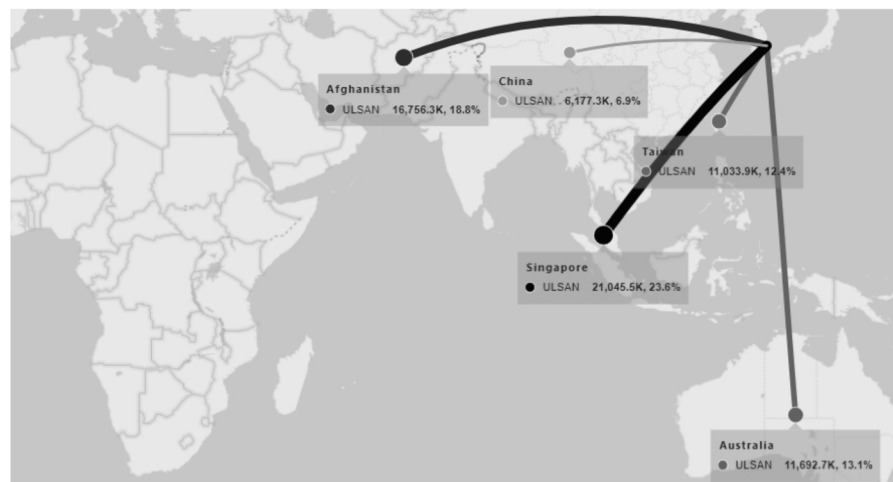 Afghanistan
ULSAN 16,756.3K, 18.8%
China
ULSAN 6,177.3K, 6.9%
Taiwan
ULSAN 11,033.9K, 12.4%
Singapore
ULSAN 21,045.5K, 23.6%
Australia
ULSAN 11,692.7K, 13.1%